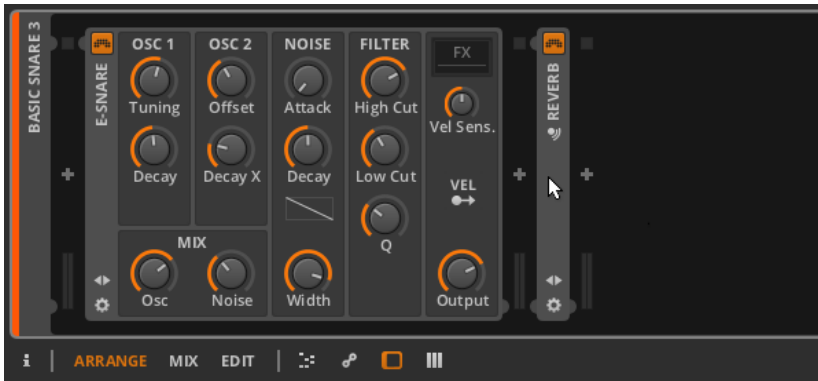 BASIC SNARE 3
E-SNARE
OSC 1
OSC 2
NOISE
FILTER
FX
Tuning
Offset
Attack
High Cut
Vel Sens.
Decay
Decay X
Decay
Low Cut
VEL
MIX
Q
Osc
Noise
Width
Output
REVERB
i
ARRANGE
MIX
EDIT